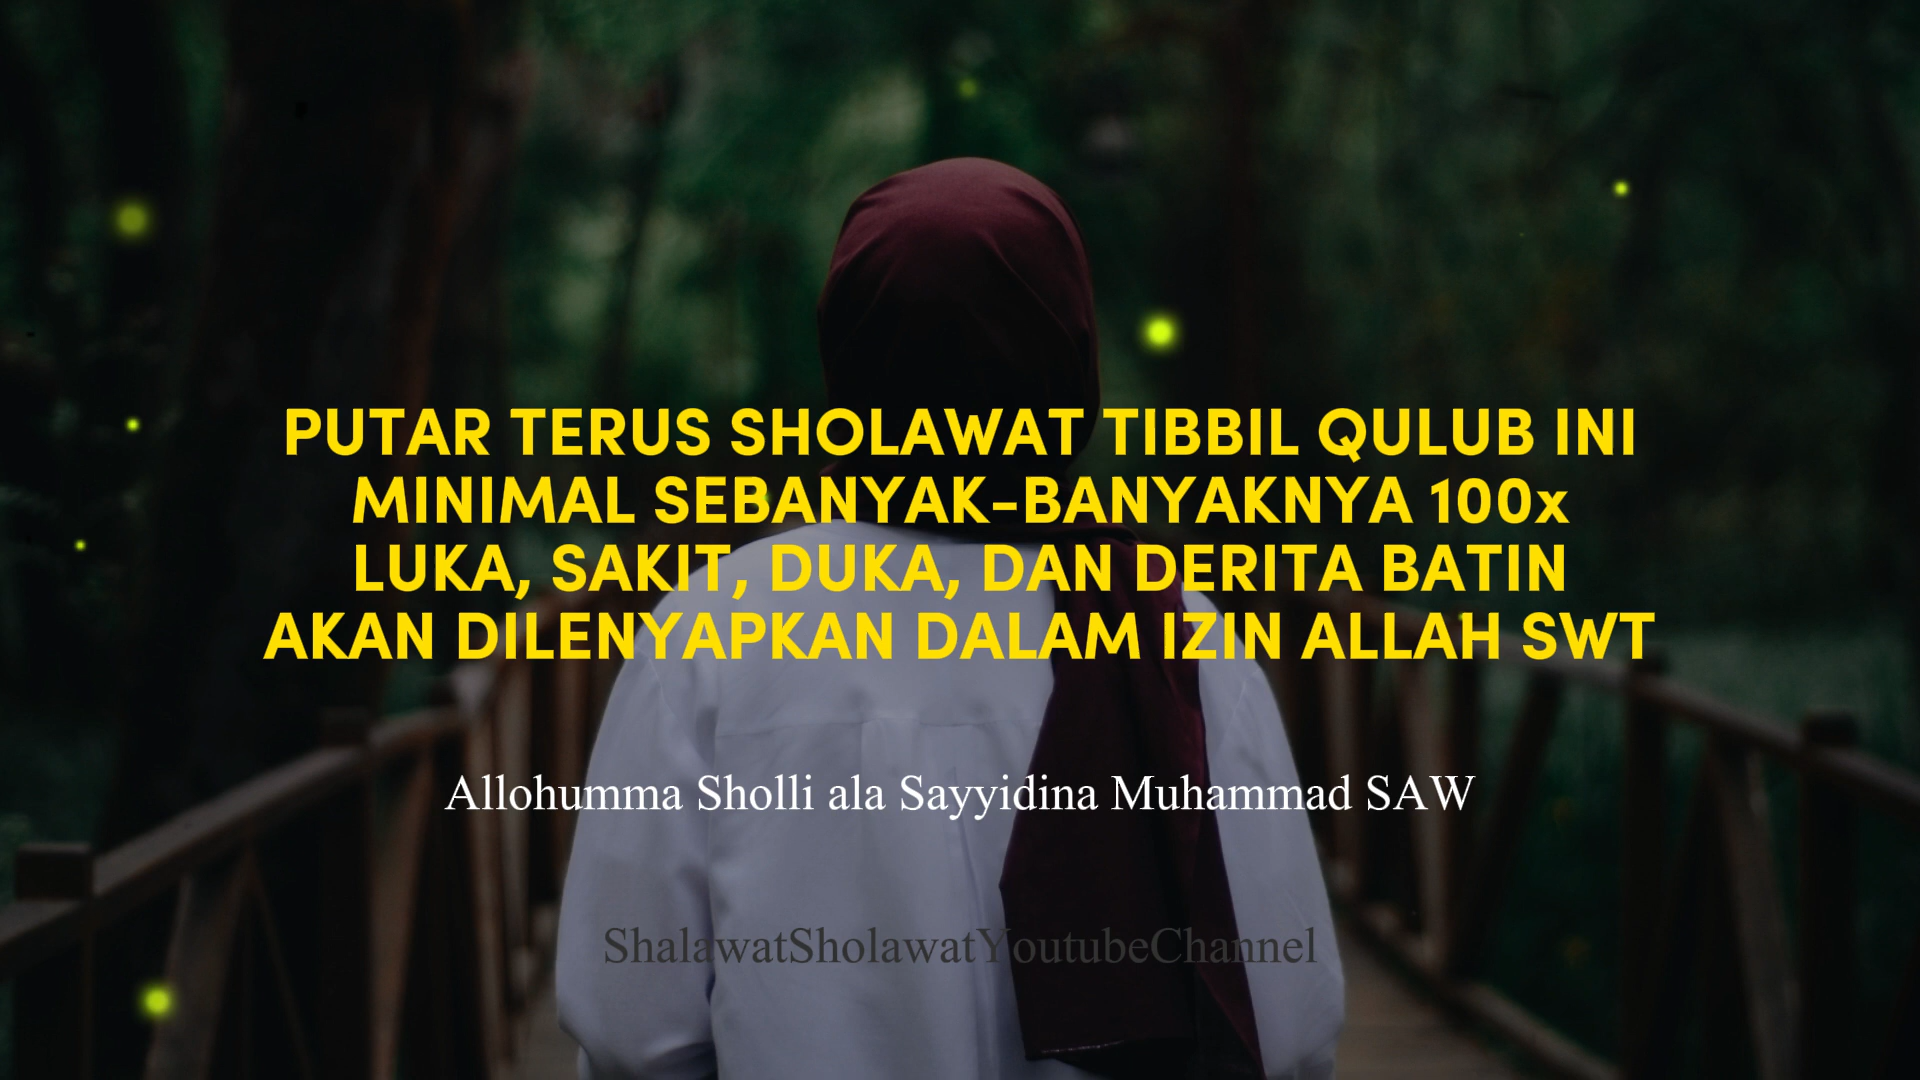 PUTAR TERUS SHOLAWAT TIBBIL QULUB INI
MINIMAL SEBANYAK-BANYAKNYA 100x
LUKA, SAKIT, DUKA, DAN DERITA BATIN
AKAN DILENYAPKAN DALAM IZIN ALLAH SWT
Allohumma Sholli ala Sayyidina Muhammad SAW
ShalawatSholawatYoutubeChannel